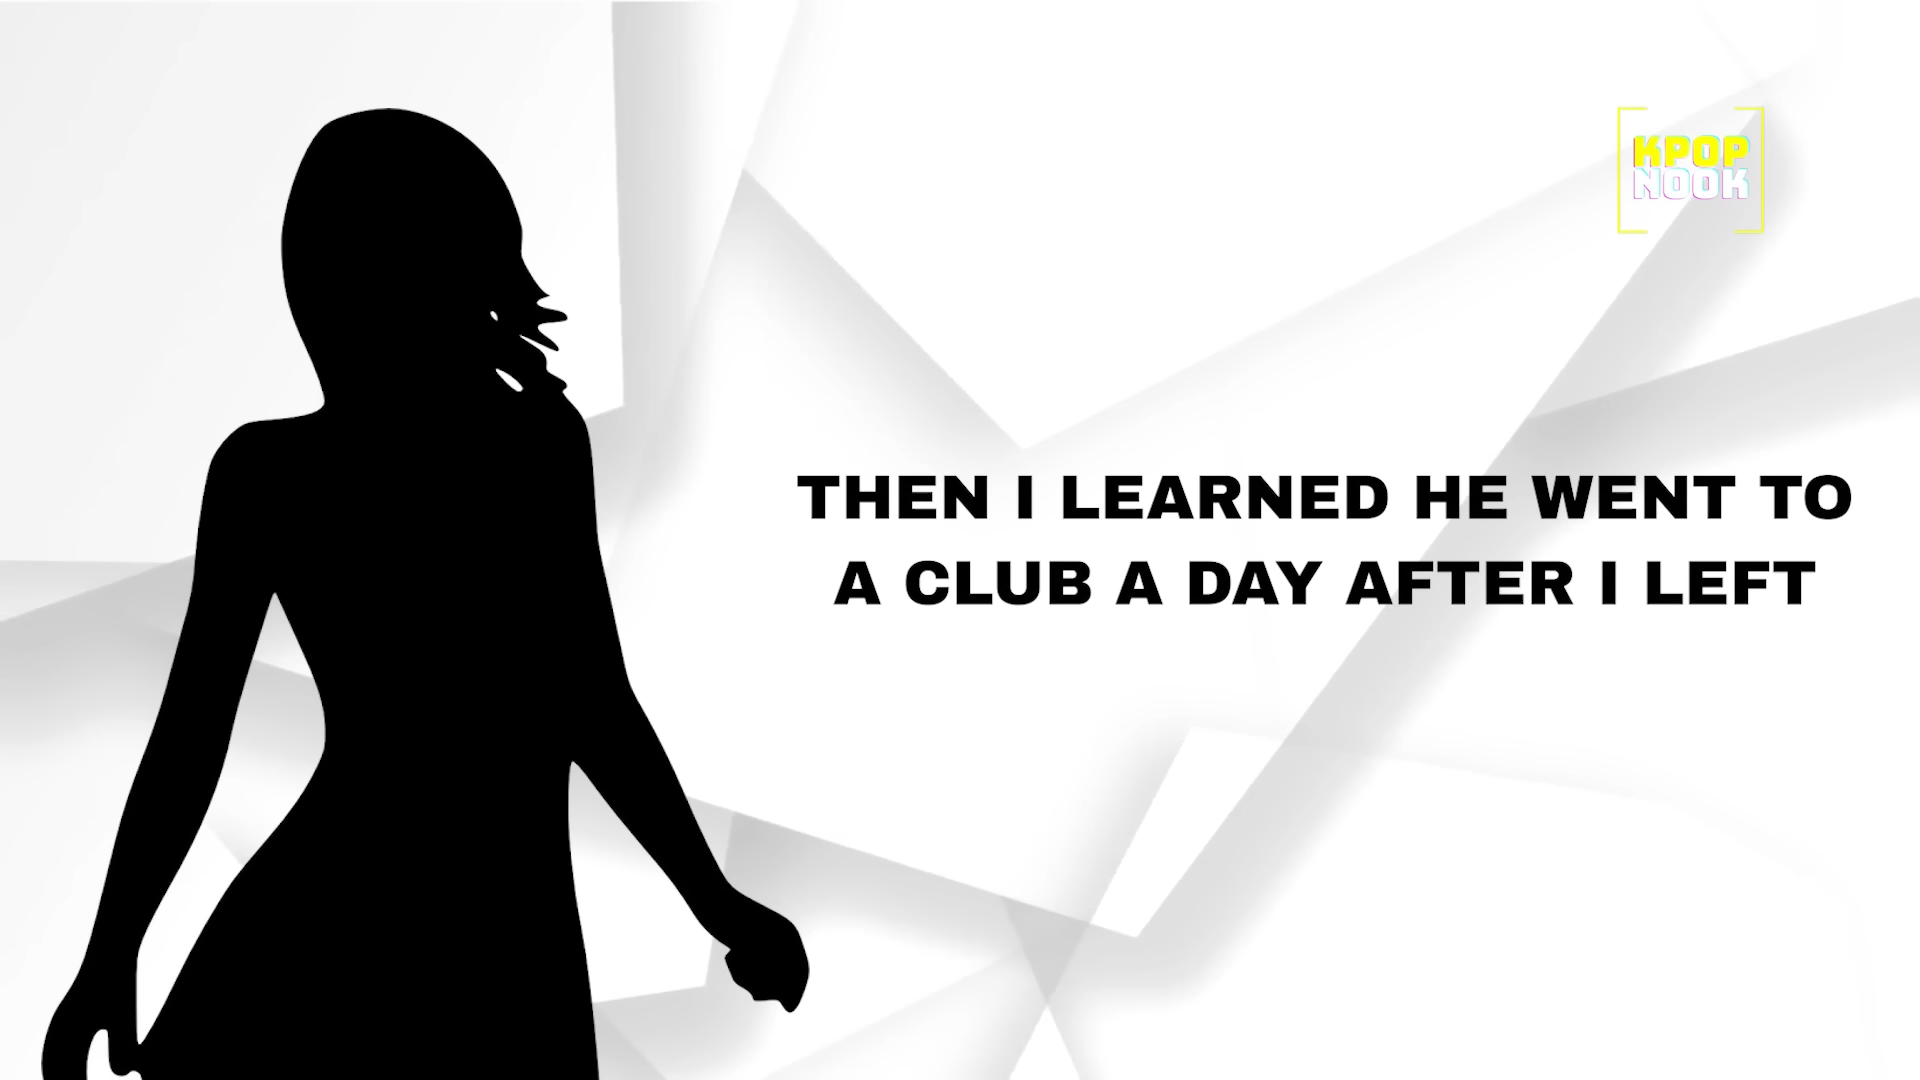 KPOP
NOOK
THEN I LEARNED HE WENT TO
A CLUB A DAY AFTER I LEFT